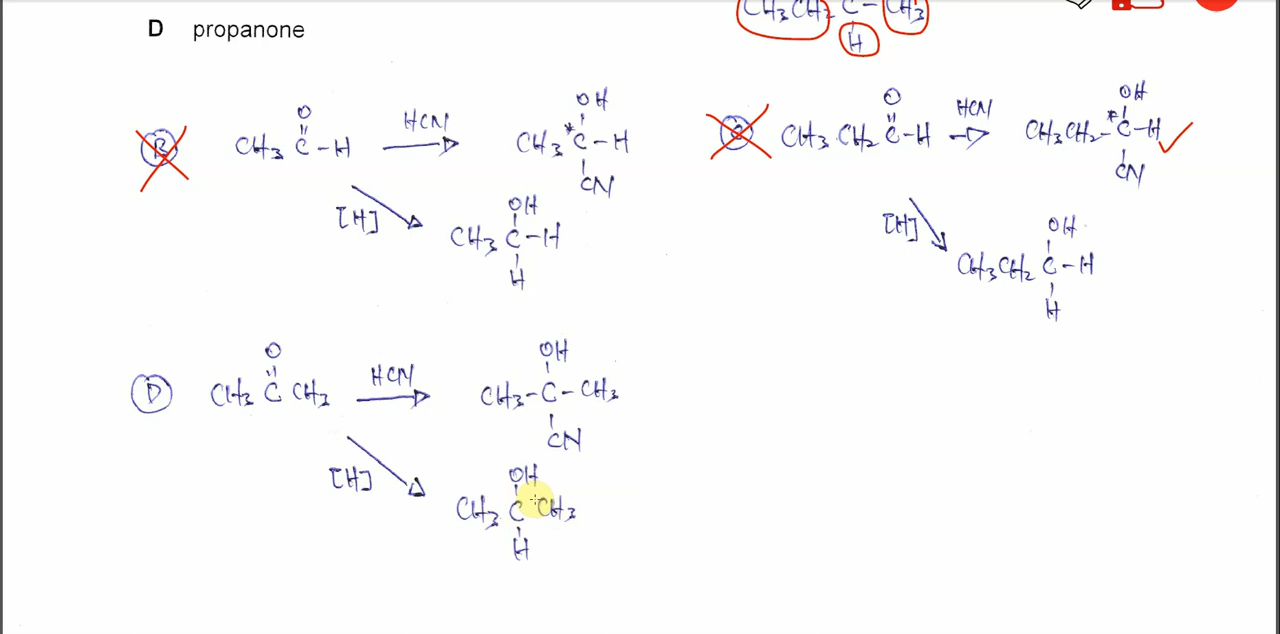 CH3CH2 C – CH3
H
D propanone
O
OH
B CH3 C – H HCN CH3 *C – H
CN
[H]
OH
CH3 C – H
H
O
OH
C CH3 CH2 C – H HCN CH3CH2 – *C – H
CN
[H]
OH
CH3CH2 C – H
H
O
OH
D CH3 C CH3 HCN CH3 – C – CH3
CN
[H]
OH
CH3 C CH3
H